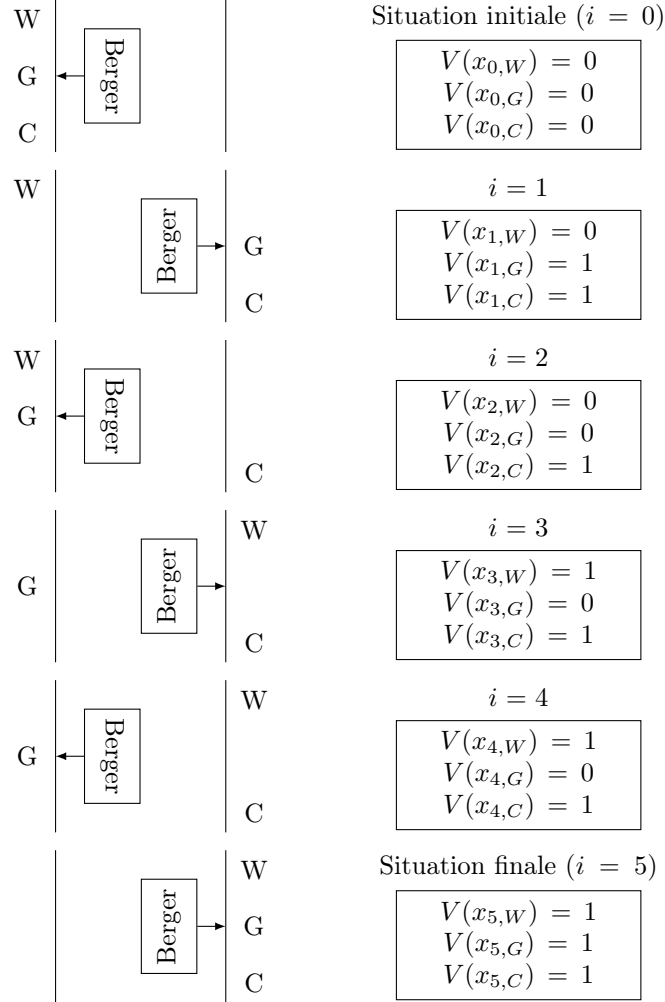 W
G
C
Berger
Situation initiale (i = 0)
V(x_{0,W}) = 0
V(x_{0,G}) = 0
V(x_{0,C}) = 0
W
Berger
G
C
i = 1
V(x_{1,W}) = 0
V(x_{1,G}) = 1
V(x_{1,C}) = 1
W
G
Berger
C
i = 2
V(x_{2,W}) = 0
V(x_{2,G}) = 0
V(x_{2,C}) = 1
G
Berger
W
C
i = 3
V(x_{3,W}) = 1
V(x_{3,G}) = 0
V(x_{3,C}) = 1
G
Berger
W
C
i = 4
V(x_{4,W}) = 1
V(x_{4,G}) = 0
V(x_{4,C}) = 1
Berger
W
G
C
Situation finale (i = 5)
V(x_{5,W}) = 1
V(x_{5,G}) = 1
V(x_{5,C}) = 1